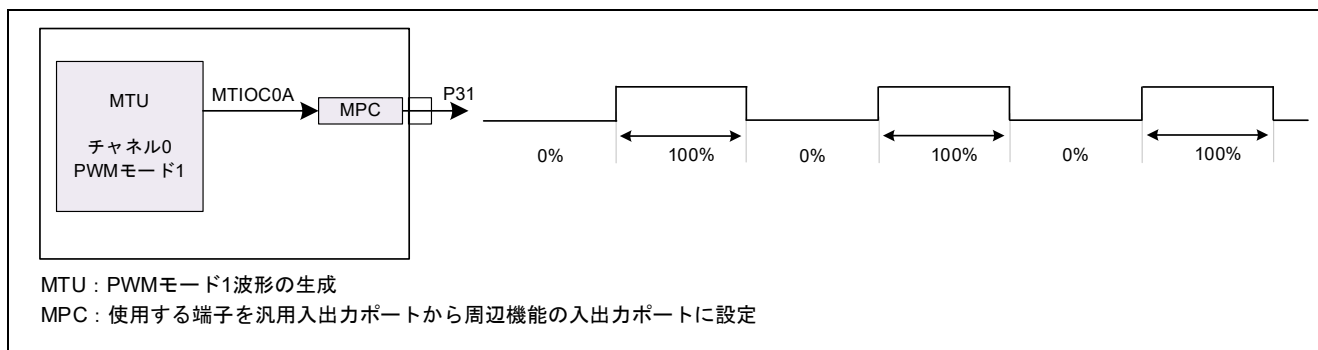 MTU
チャネル0
PWMモード1
MTIOC0A
MPC
P31
0%
100%
0%
100%
0%
100%
MTU：PWMモード1波形の生成
MPC：使用する端子を汎用入出力ポートから周辺機能の入出力ポートに設定